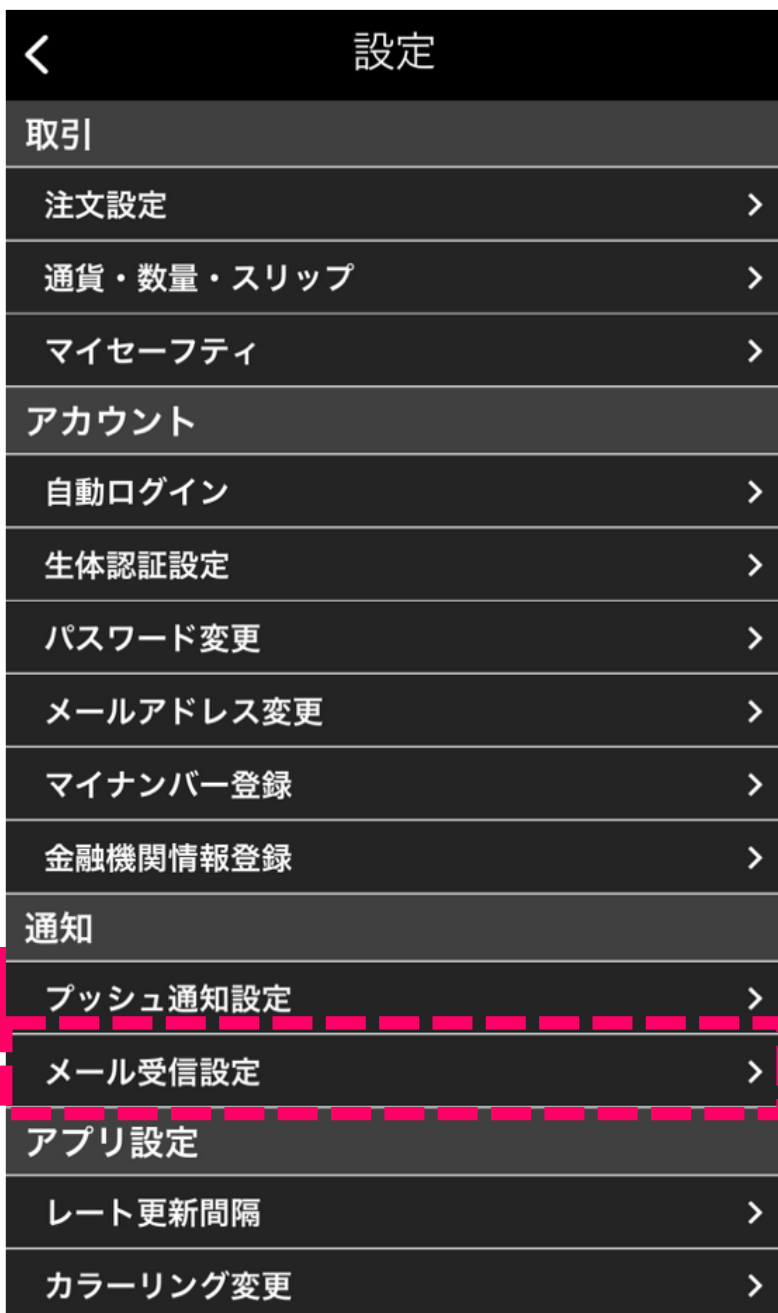 設定
取引
注文設定
通貨・数量・スリップ
マイセーフティ
アカウント
自動ログイン
生体認証設定
パスワード変更
メールアドレス変更
マイナンバー登録
金融機関情報登録
通知
プッシュ通知設定
メール受信設定
アプリ設定
レート更新間隔
カラーリング変更